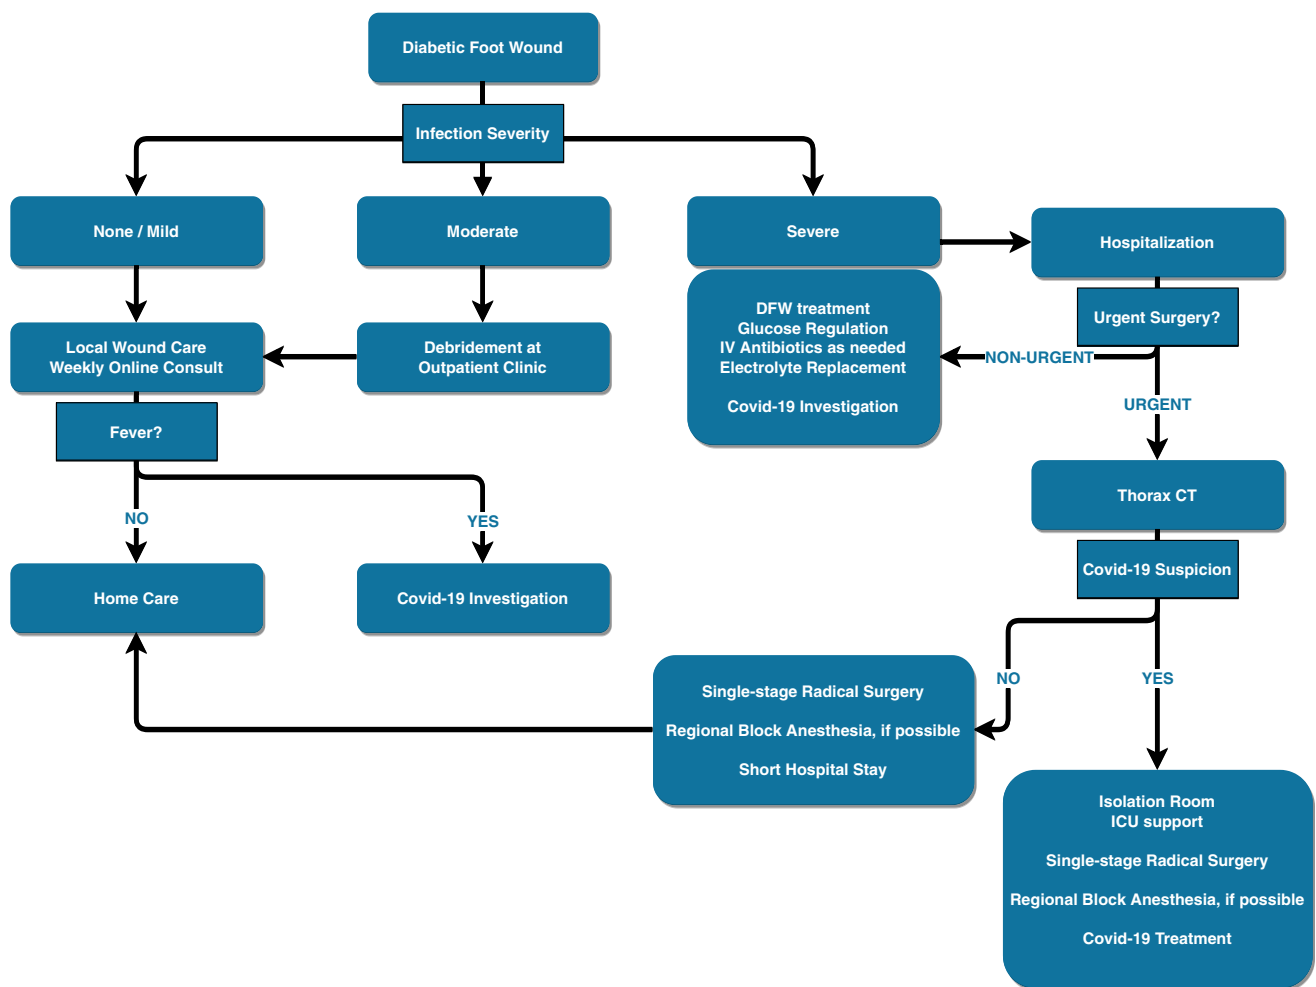 Diabetic Foot Wound
Infection Severity
None / Mild
Moderate
Severe
Hospitalization
DFW treatment
Glucose Regulation
IV Antibiotics as needed
Electrolyte Replacement
Covid-19 Investigation
Urgent Surgery?
NON-URGENT
URGENT
Local Wound Care
Weekly Online Consult
Debridement at
Outpatient Clinic
Fever?
NO
YES
Thorax CT
Covid-19 Suspicion
Home Care
Covid-19 Investigation
NO
YES
Single-stage Radical Surgery
Regional Block Anesthesia, if possible
Short Hospital Stay
Isolation Room
ICU support
Single-stage Radical Surgery
Regional Block Anesthesia, if possible
Covid-19 Treatment